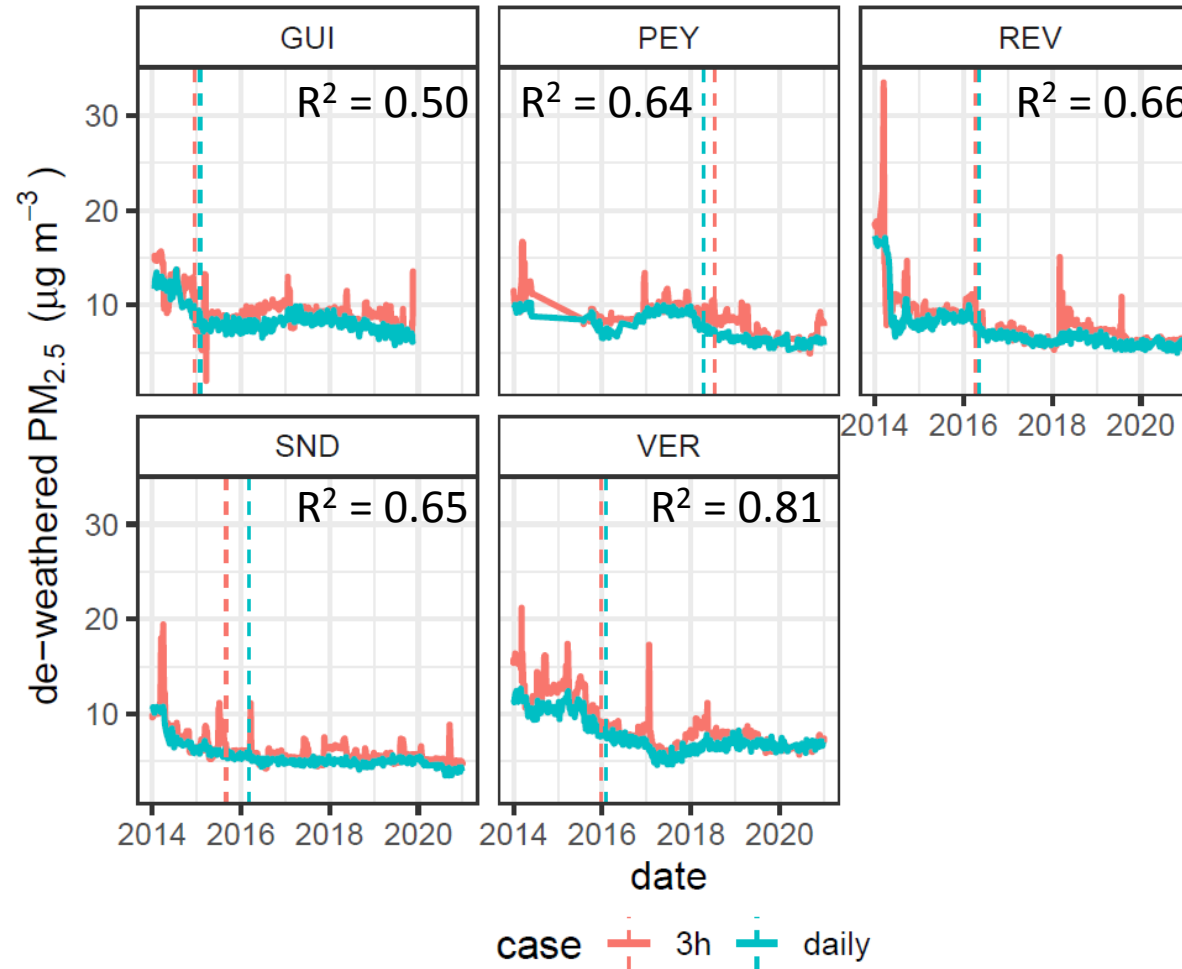 GUI PEY REV
R² = 0.50 R² = 0.64 R² = 0.66
30
20
10
2014 2016 2018 2020
SND VER
R² = 0.65 R² = 0.81
30
20
10
2014 2016 2018 2020 2014 2016 2018 2020
de−weathered PM₂.₅ (μg m⁻³ )
date
case 3h daily